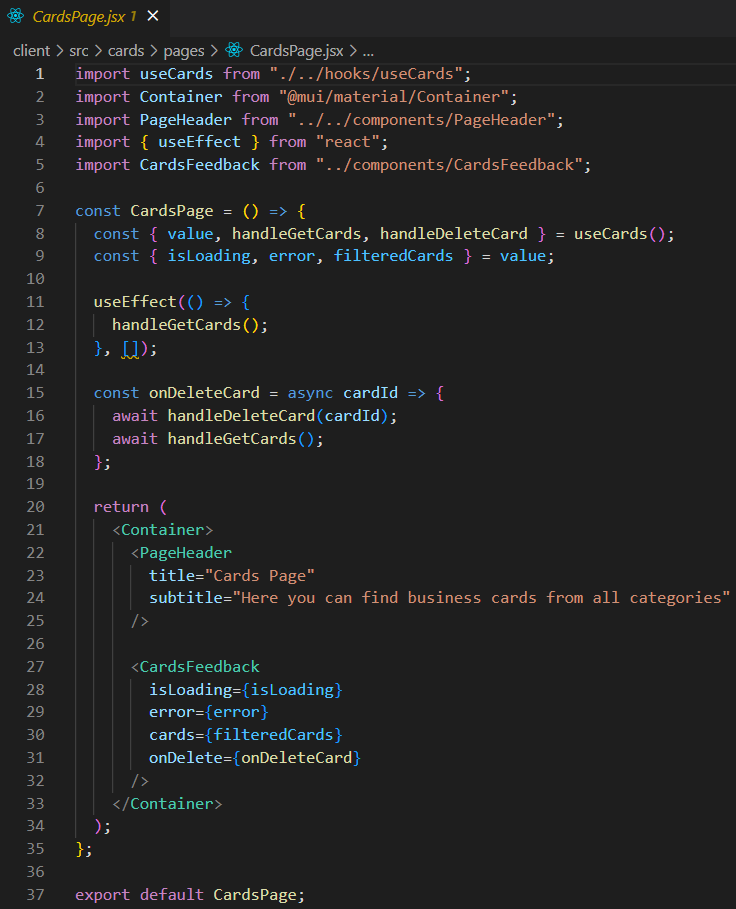 CardsPage.jsx 1 ×
client > src > cards > pages > CardsPage.jsx > ...
1 import useCards from "./../hooks/useCards";
2 import Container from "@mui/material/Container";
3 import PageHeader from "../../components/PageHeader";
4 import { useEffect } from "react";
5 import CardsFeedback from "../components/CardsFeedback";
6
7 const CardsPage = () => {
8   const { value, handleGetCards, handleDeleteCard } = useCards();
9   const { isLoading, error, filteredCards } = value;
10
11   useEffect(() => {
12     handleGetCards();
13   }, []);
14
15   const onDeleteCard = async cardId => {
16     await handleDeleteCard(cardId);
17     await handleGetCards();
18   };
19
20   return (
21     <Container>
22       <PageHeader
23         title="Cards Page"
24         subtitle="Here you can find business cards from all categories"
25       />
26
27       <CardsFeedback
28         isLoading={isLoading}
29         error={error}
30         cards={filteredCards}
31         onDelete={onDeleteCard}
32       />
33     </Container>
34   );
35 };
36
37 export default CardsPage;